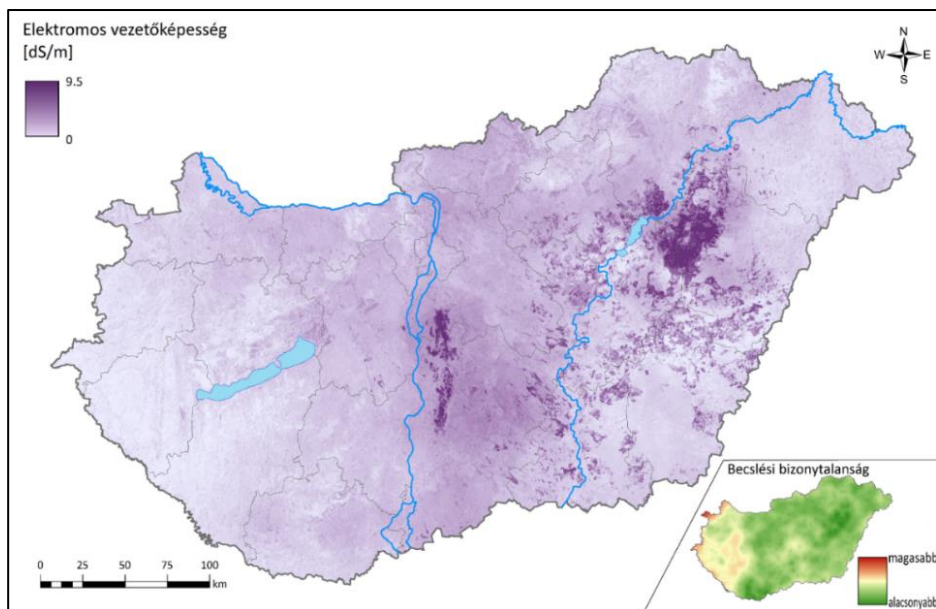 Elektromos vezetőképesség
[dS/m]
9.5
0
N
W E
S
0 25 50 75 100
km
Becslési bizonytalanság
magasabb
alacsonyabb